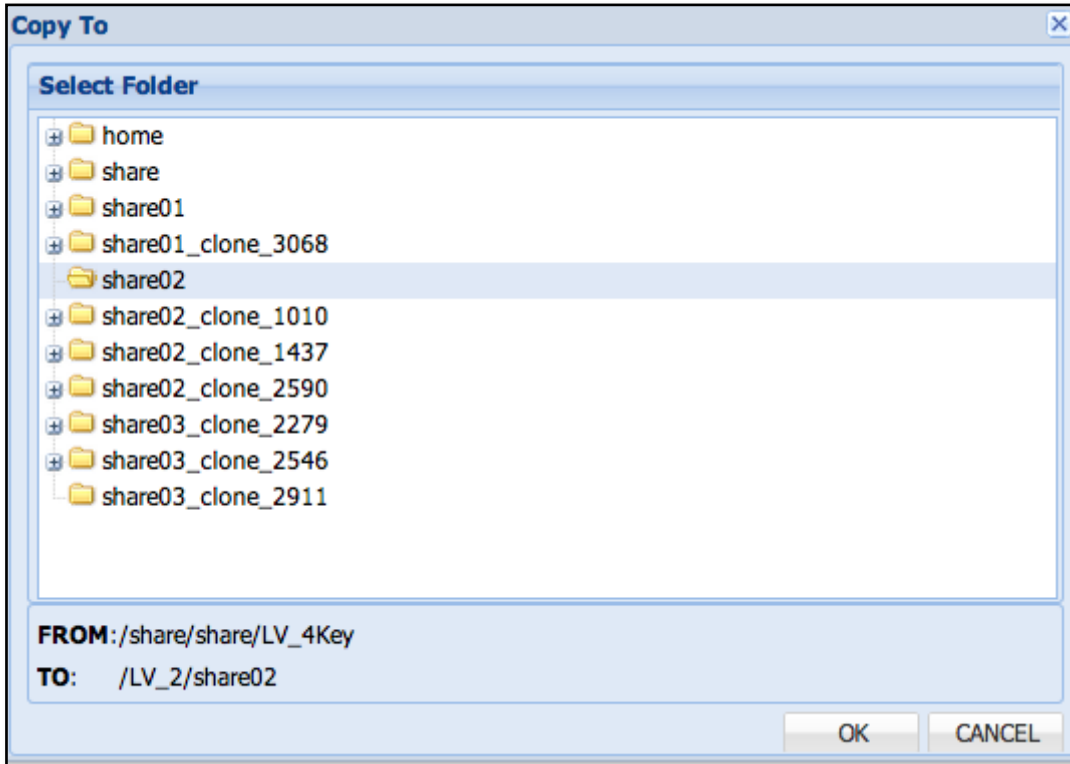 Copy To
Select Folder
home
share
share01
share01_clone_3068
share02
share02_clone_1010
share02_clone_1437
share02_clone_2590
share03_clone_2279
share03_clone_2546
share03_clone_2911
FROM:/share/share/LV_4Key
TO: /LV_2/share02
OK CANCEL